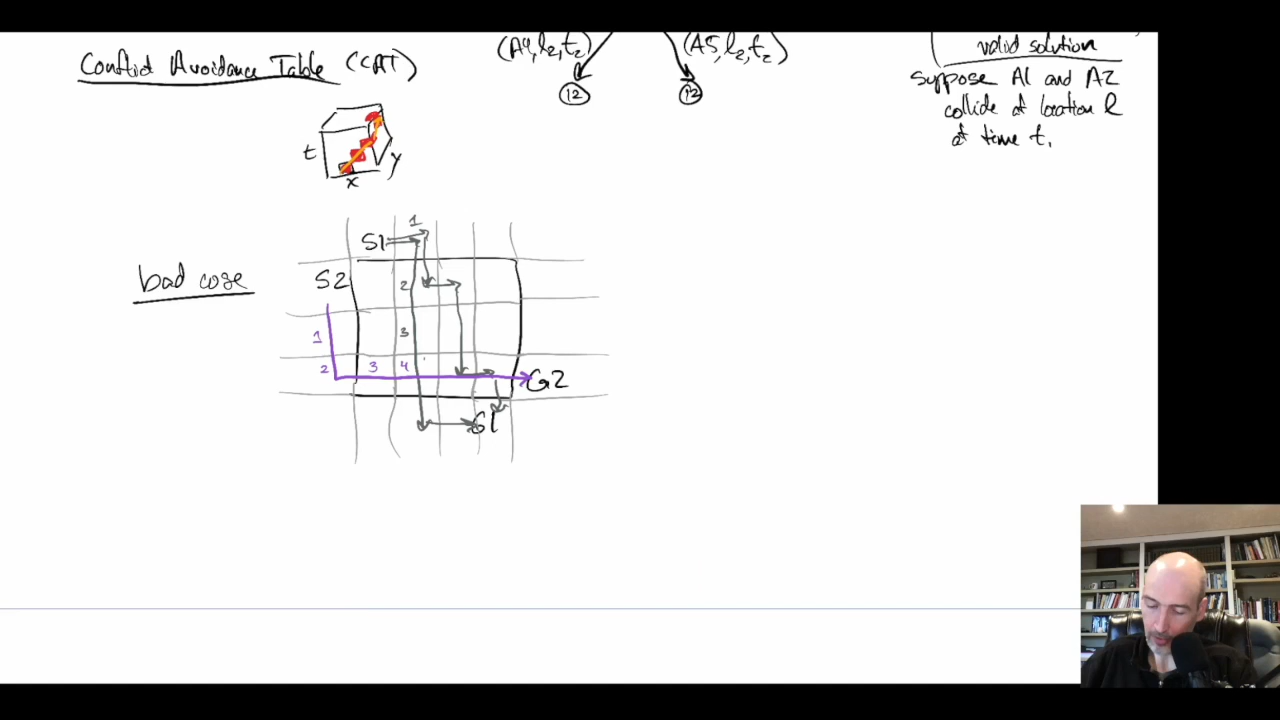 Conflict Avoidance Table (CAT)
(A4, l2, t2)
(A5, l2, t2)
12
12
valid solution
suppose A1 and A2
collide at location l
at time t,
t
x
y
bad case
1
S1
S2
2
1
3
2
3
4
G2
G1